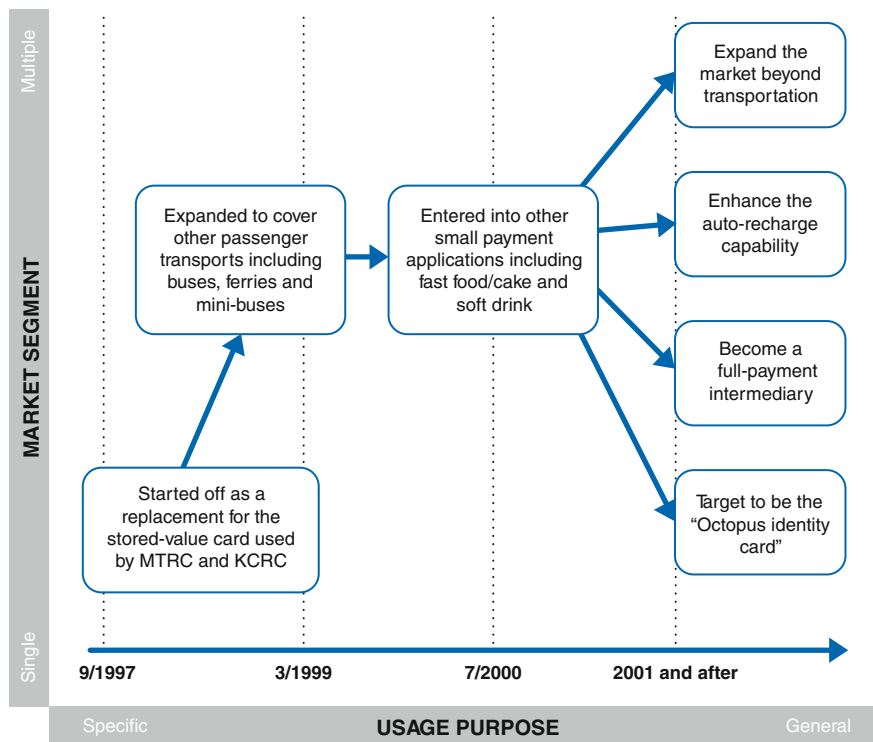 Multiple
MARKET SEGMENT
Single
Expand the
market beyond
transportation
Expanded to cover
other passenger
transports including
buses, ferries and
mini-buses
Entered into other
small payment
applications including
fast food/cake and
soft drink
Enhance the
auto-recharge
capability
Become a
full-payment
intermediary
Started off as a
replacement for the
stored-value card used
by MTRC and KCRC
Target to be the
“Octopus identity
card”
9/1997
3/1999
7/2000
2001 and after
Specific
USAGE PURPOSE
General